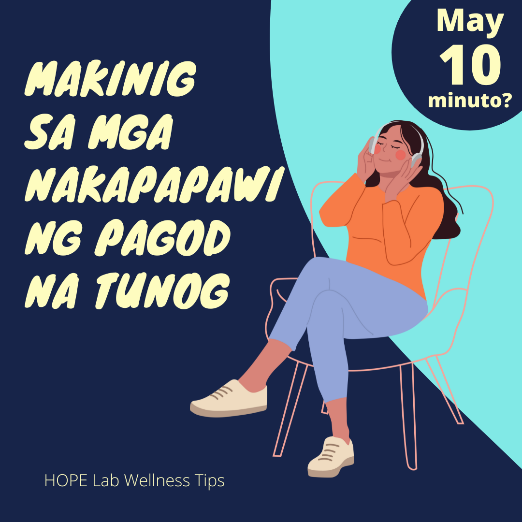 May
10
minuto?
MAKINIG
SA MGA
NAKAPAPAWI
NG PAGOD
NA TUNOG
HOPE Lab Wellness Tips